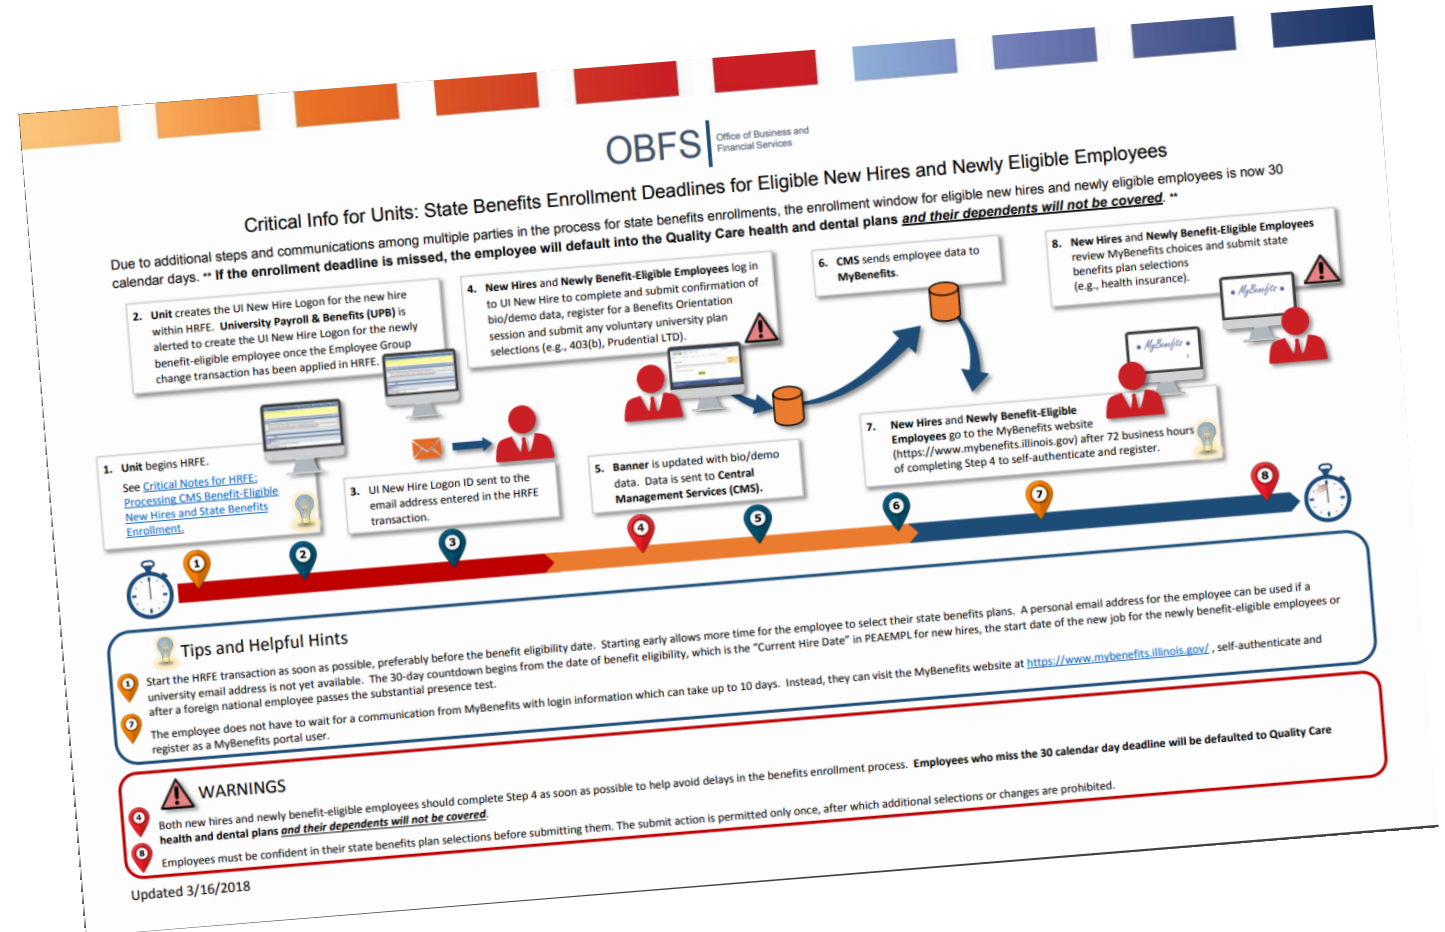 OBFS
Office of Business and
Financial Services
Critical Info for Units: State Benefits Enrollment Deadlines for Eligible New Hires and Newly Eligible Employees
Due to additional steps and communications among multiple parties in the process for state benefits enrollments, the enrollment window for eligible new hires and newly eligible employees is now 30
calendar days. ** If the enrollment deadline is missed, the employee will default into the Quality Care health and dental plans and their dependents will not be covered. **
1. Unit begins HRFE.
See Critical Notes for HRFE:
Processing CMS Benefit-Eligible
New Hires and State Benefits
Enrollment.
2. Unit creates the UI New Hire Logon for the new hire
within HRFE. University Payroll & Benefits (UPB) is
alerted to create the UI New Hire Logon for the newly
benefit-eligible employee once the Employee Group
change transaction has been applied in HRFE.
3. UI New Hire Logon ID sent to the
email address entered in the HRFE
transaction.
4. New Hires and Newly Benefit-Eligible Employees log in
to UI New Hire to complete and submit confirmation of
bio/demo data, register for a Benefits Orientation
session and submit any voluntary university plan
selections (e.g., 403(b), Prudential LTD).
5. Banner is updated with bio/demo
data. Data is sent to Central
Management Services (CMS).
6. CMS sends employee data to
MyBenefits.
7. New Hires and Newly Benefit-Eligible
Employees go to the MyBenefits website
(https://www.mybenefits.illinois.gov) after 72 business hours
of completing Step 4 to self-authenticate and register.
8. New Hires and Newly Benefit-Eligible Employees
review MyBenefits choices and submit state
benefits plan selections
(e.g., health insurance).
MyBenefits
MyBenefits
1
2
3
4
5
6
7
8
Tips and Helpful Hints
1 Start the HRFE transaction as soon as possible, preferably before the benefit eligibility date. Starting early allows more time for the employee to select their state benefits plans. A personal email address for the employee can be used if a
university email address is not yet available. The 30-day countdown begins from the date of benefit eligibility, which is the "Current Hire Date" in PEAEMPL for new hires, the start date of the new job for the newly benefit-eligible employees or
after a foreign national employee passes the substantial presence test.
7 The employee does not have to wait for a communication from MyBenefits with login information which can take up to 10 days. Instead, they can visit the MyBenefits website at https://www.mybenefits.illinois.gov/ , self-authenticate and
register as a MyBenefits portal user.
WARNINGS
4 Both new hires and newly benefit-eligible employees should complete Step 4 as soon as possible to help avoid delays in the benefits enrollment process. Employees who miss the 30 calendar day deadline will be defaulted to Quality Care
health and dental plans and their dependents will not be covered.
8 Employees must be confident in their state benefits plan selections before submitting them. The submit action is permitted only once, after which additional selections or changes are prohibited.
Updated 3/16/2018